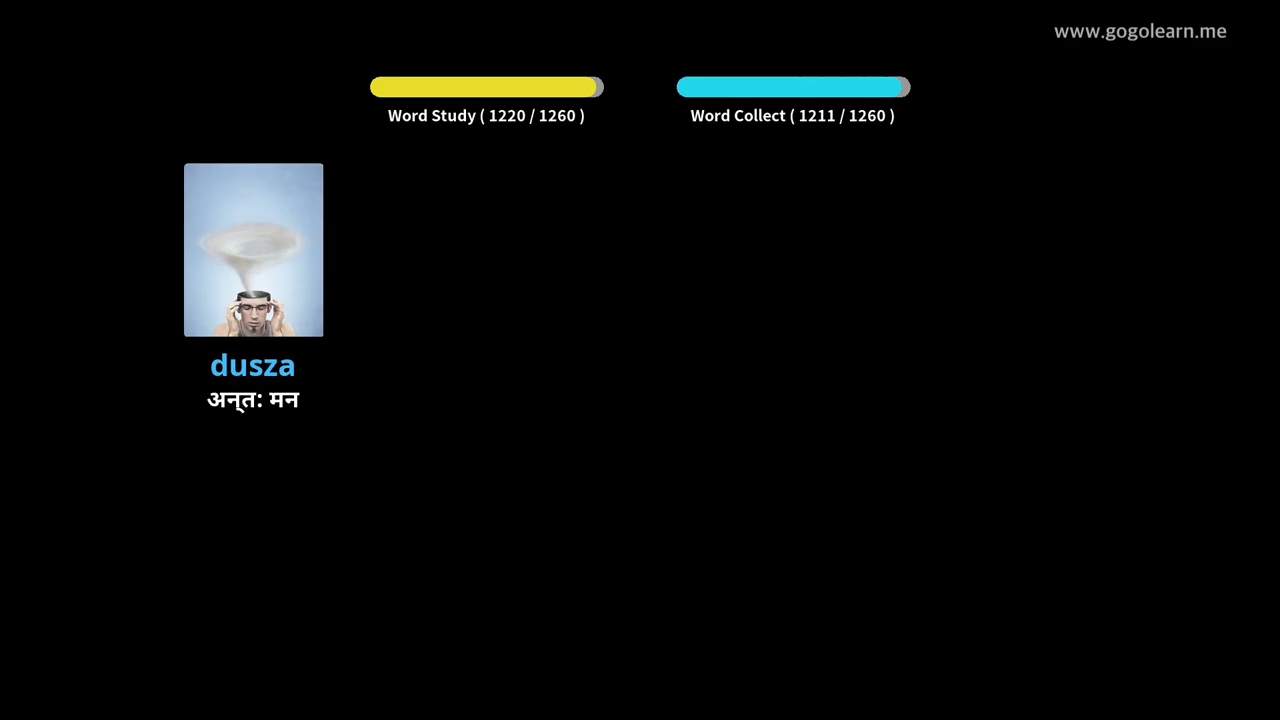 www.gogolearn.me
Word Study ( 1220 / 1260 )
Word Collect ( 1211 / 1260 )
dusza
अन्‌त: मन